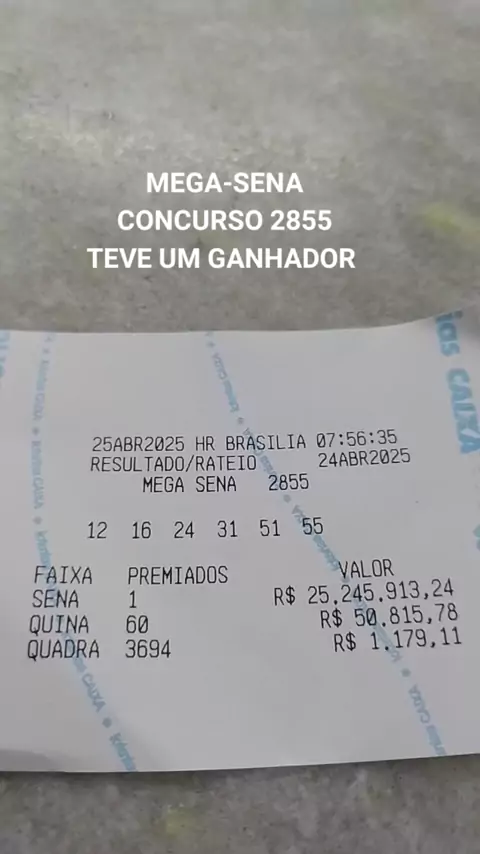 MEGA-SENA
CONCURSO 2855
TEVE UM GANHADOR
ias CAIXA
25ABR2025 HR BRASILIA 07:56:35
RESULTADO/RATEIO 24ABR2025
MEGA SENA 2855
12 16 24 31 51 55
FAIXA PREMIADOS VALOR
SENA 1 R$ 25.245.913,24
QUINA 60 R$ 50.815,78
QUADRA 3694 R$ 1.179,11